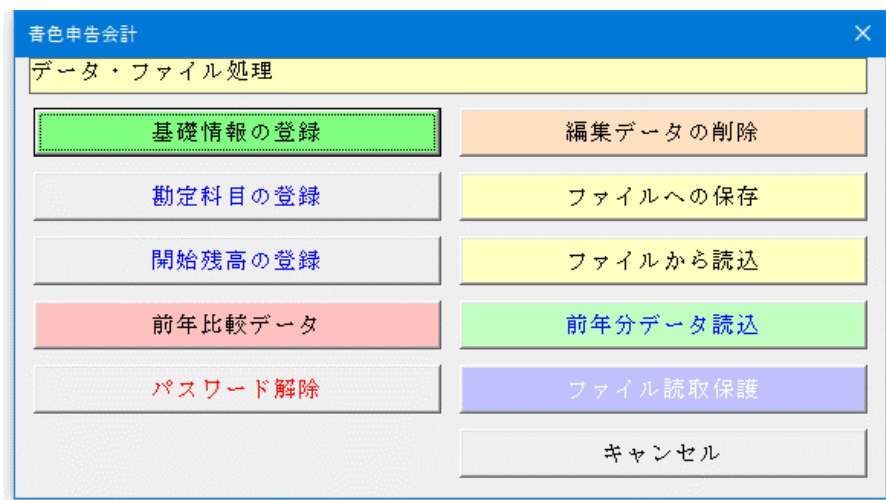 青色申告会計
データ・ファイル処理
基礎情報の登録
編集データの削除
勘定科目の登録
ファイルへの保存
開始残高の登録
ファイルから読込
前年比較データ
前年分データ読込
パスワード解除
ファイル読取保護
キャンセル